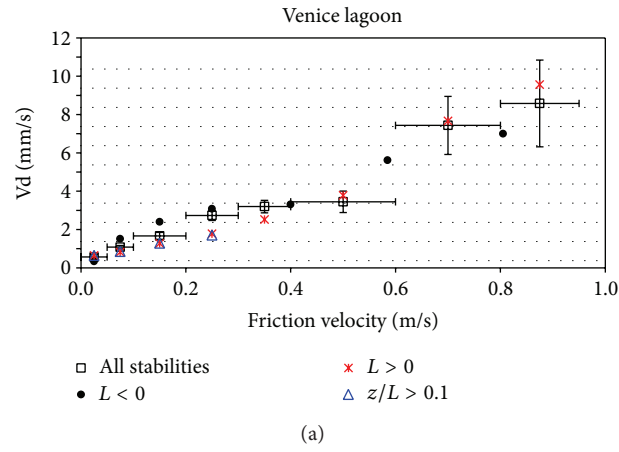 Venice lagoon
12
10
8
6
4
2
0
Vd (mm/s)
0.0 0.2 0.4 0.6 0.8 1.0
Friction velocity (m/s)
All stabilities L > 0
L < 0 z/L > 0.1
(a)